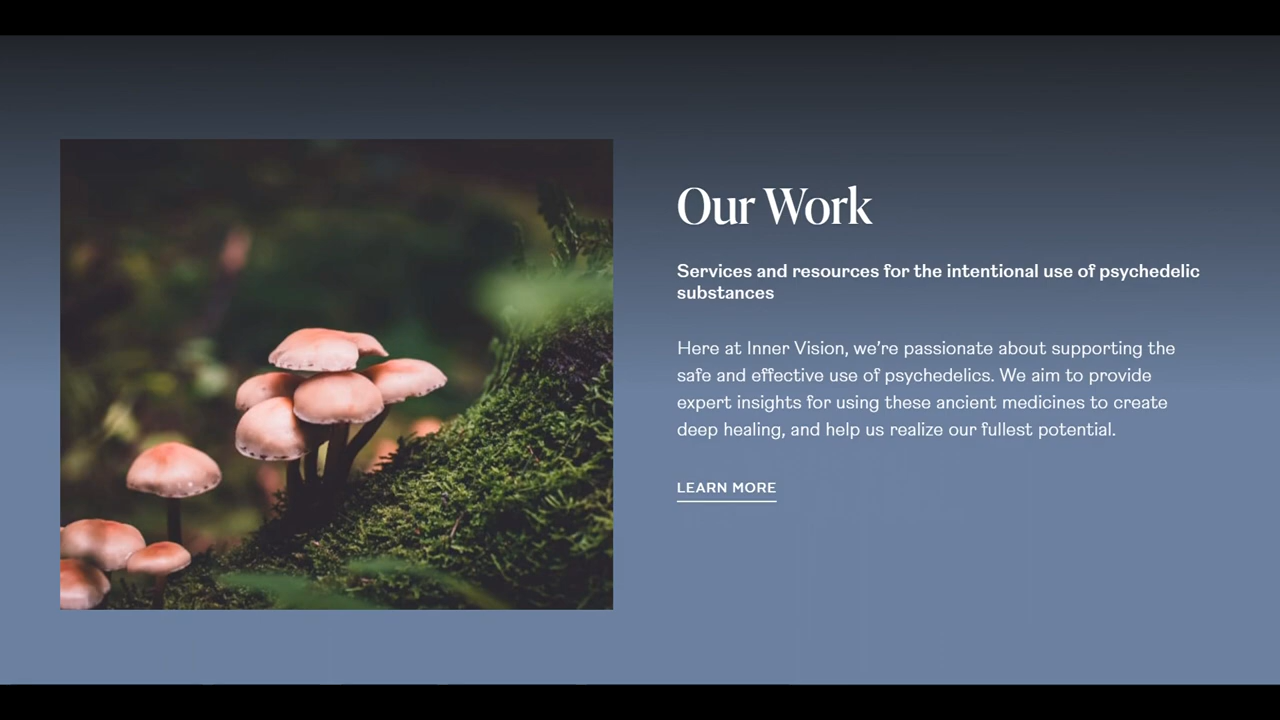 Our Work
Services and resources for the intentional use of psychedelic
substances
Here at Inner Vision, we’re passionate about supporting the
safe and effective use of psychedelics. We aim to provide
expert insights for using these ancient medicines to create
deep healing, and help us realize our fullest potential.
LEARN MORE